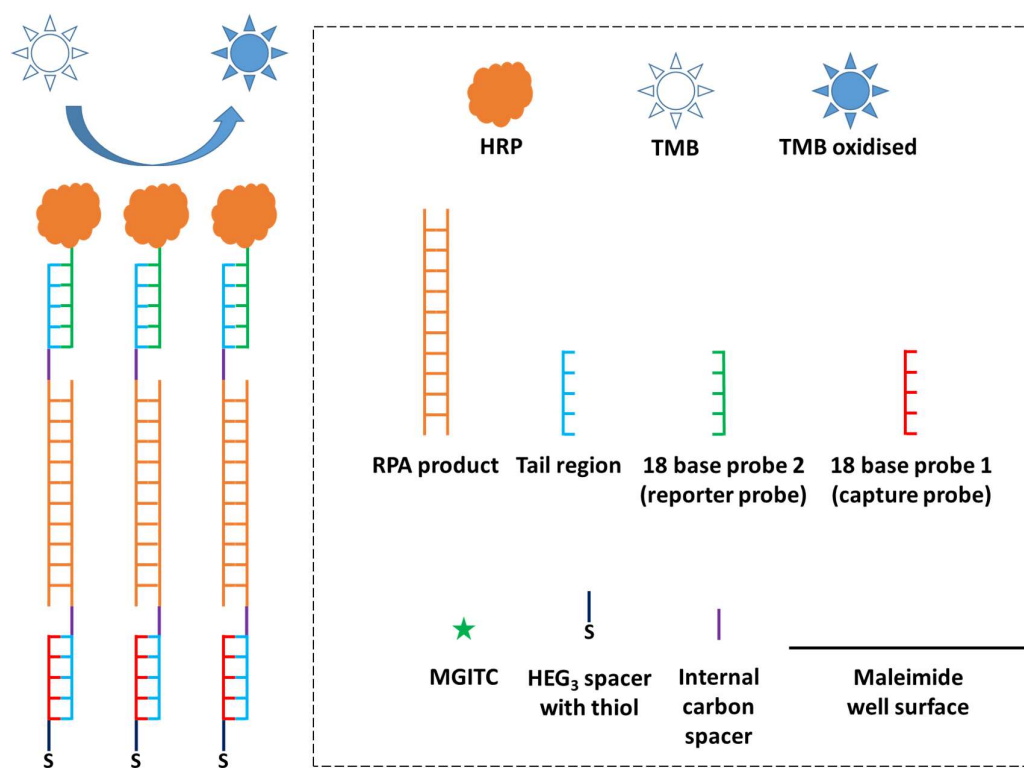 HRP
TMB
TMB oxidised
RPA product
Tail region
18 base probe 2
(reporter probe)
18 base probe 1
(capture probe)
S
MGITC
HEG₃ spacer
with thiol
Internal
carbon
spacer
Maleimide
well surface
S
S
S